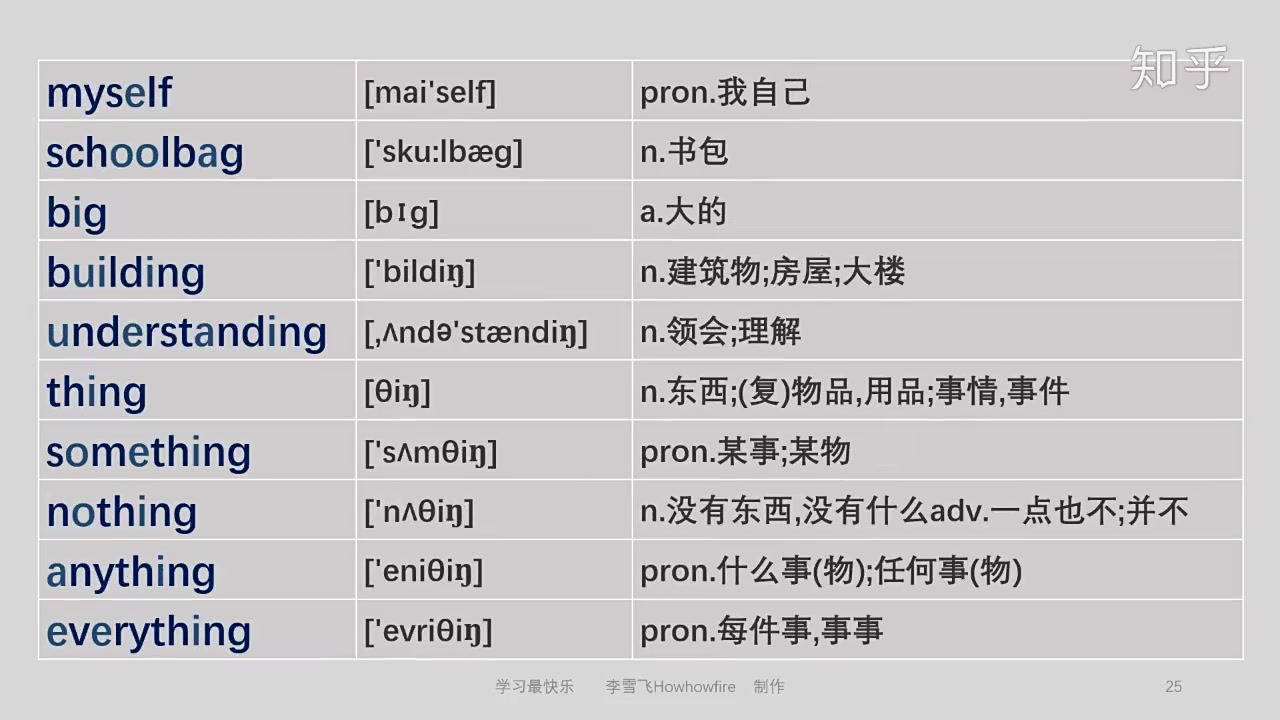 知乎
myself [mai'self] pron.我自己
schoolbag ['sku:lbæg] n.书包
big [bɪg] a.大的
building ['bildiŋ] n.建筑物;房屋;大楼
understanding [,ʌndə'stændiŋ] n.领会;理解
thing [θiŋ] n.东西;(复)物品,用品;事情,事件
something ['sʌmθiŋ] pron.某事;某物
nothing ['nʌθiŋ] n.没有东西,没有什么adv.一点也不;并不
anything ['eniθiŋ] pron.什么事(物);任何事(物)
everything ['evriθiŋ] pron.每件事,事事
学习最快乐 李雪飞Howhowfire 制作 25